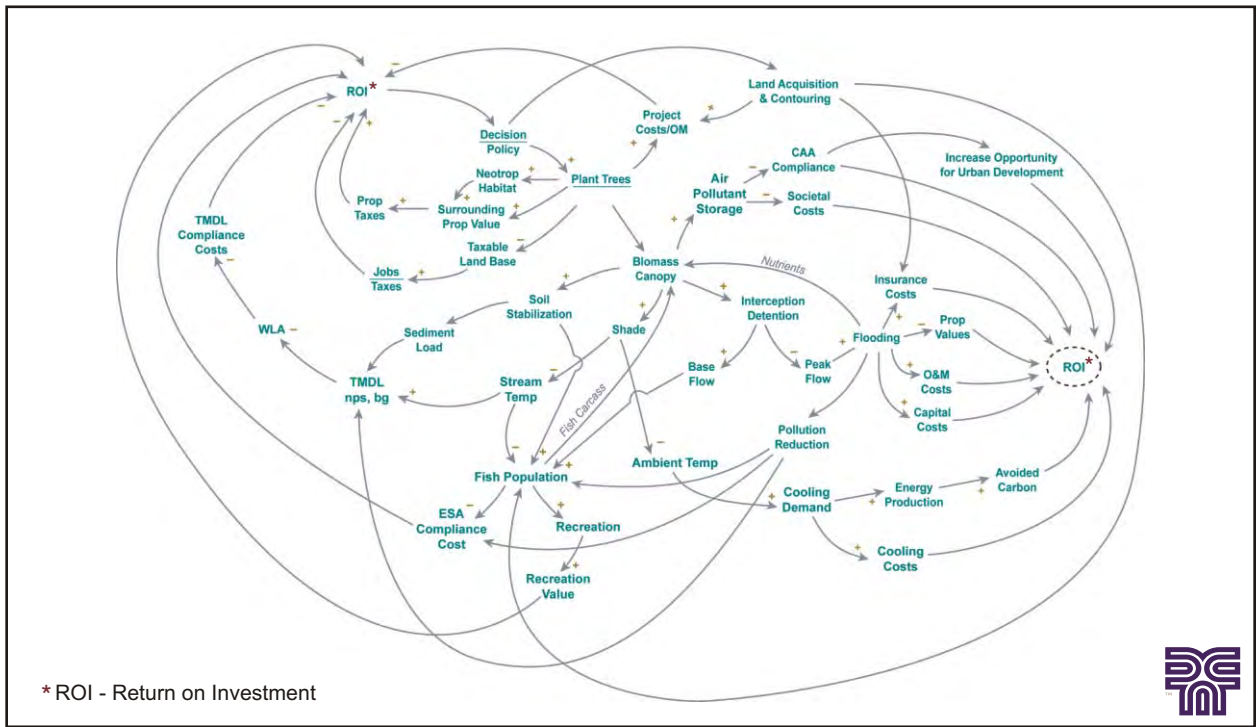 ROI*
Decision
Policy
Plant Trees
Project
Costs/OM
Land Acquisition
& Contouring
CAA
Compliance
Increase Opportunity
for Urban Development
Neotrop
Habitat
Air
Pollutant
Storage
Societal
Costs
Prop
Taxes
Surrounding
Prop Value
TMDL
Compliance
Costs
Taxable
Land Base
Jobs
Taxes
Biomass
Canopy
Nutrients
Insurance
Costs
Soil
Stabilization
Interception
Detention
Shade
WLA
Sediment
Load
Flooding
Prop
Values
Base
Flow
Peak
Flow
ROI*
O&M
Costs
Capital
Costs
TMDL
nps, bg
Stream
Temp
Fish Carcass
Pollution
Reduction
Ambient Temp
Fish Population
Cooling
Demand
Energy
Production
Avoided
Carbon
ESA
Compliance
Cost
Recreation
Cooling
Costs
Recreation
Value
* ROI - Return on Investment